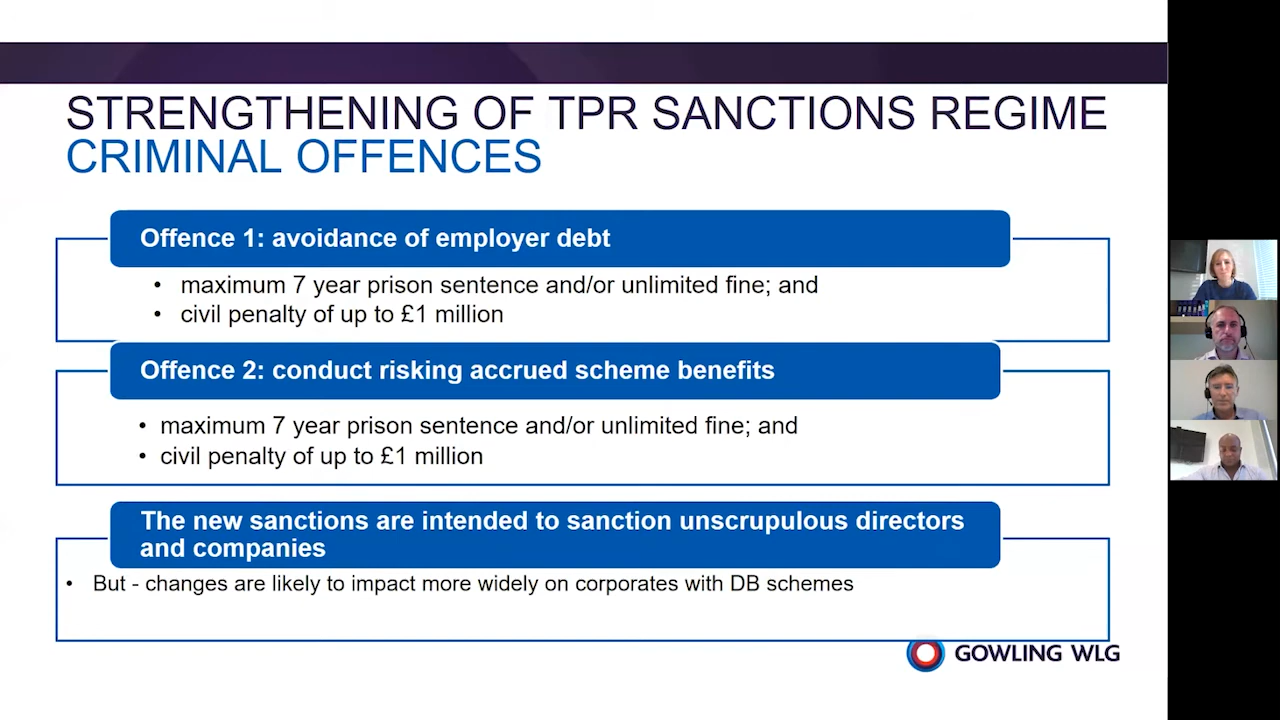 STRENGTHENING OF TPR SANCTIONS REGIME
CRIMINAL OFFENCES
Offence 1: avoidance of employer debt
• maximum 7 year prison sentence and/or unlimited fine; and
• civil penalty of up to £1 million
Offence 2: conduct risking accrued scheme benefits
• maximum 7 year prison sentence and/or unlimited fine; and
• civil penalty of up to £1 million
The new sanctions are intended to sanction unscrupulous directors
and companies
• But - changes are likely to impact more widely on corporates with DB schemes
GOWLING WLG